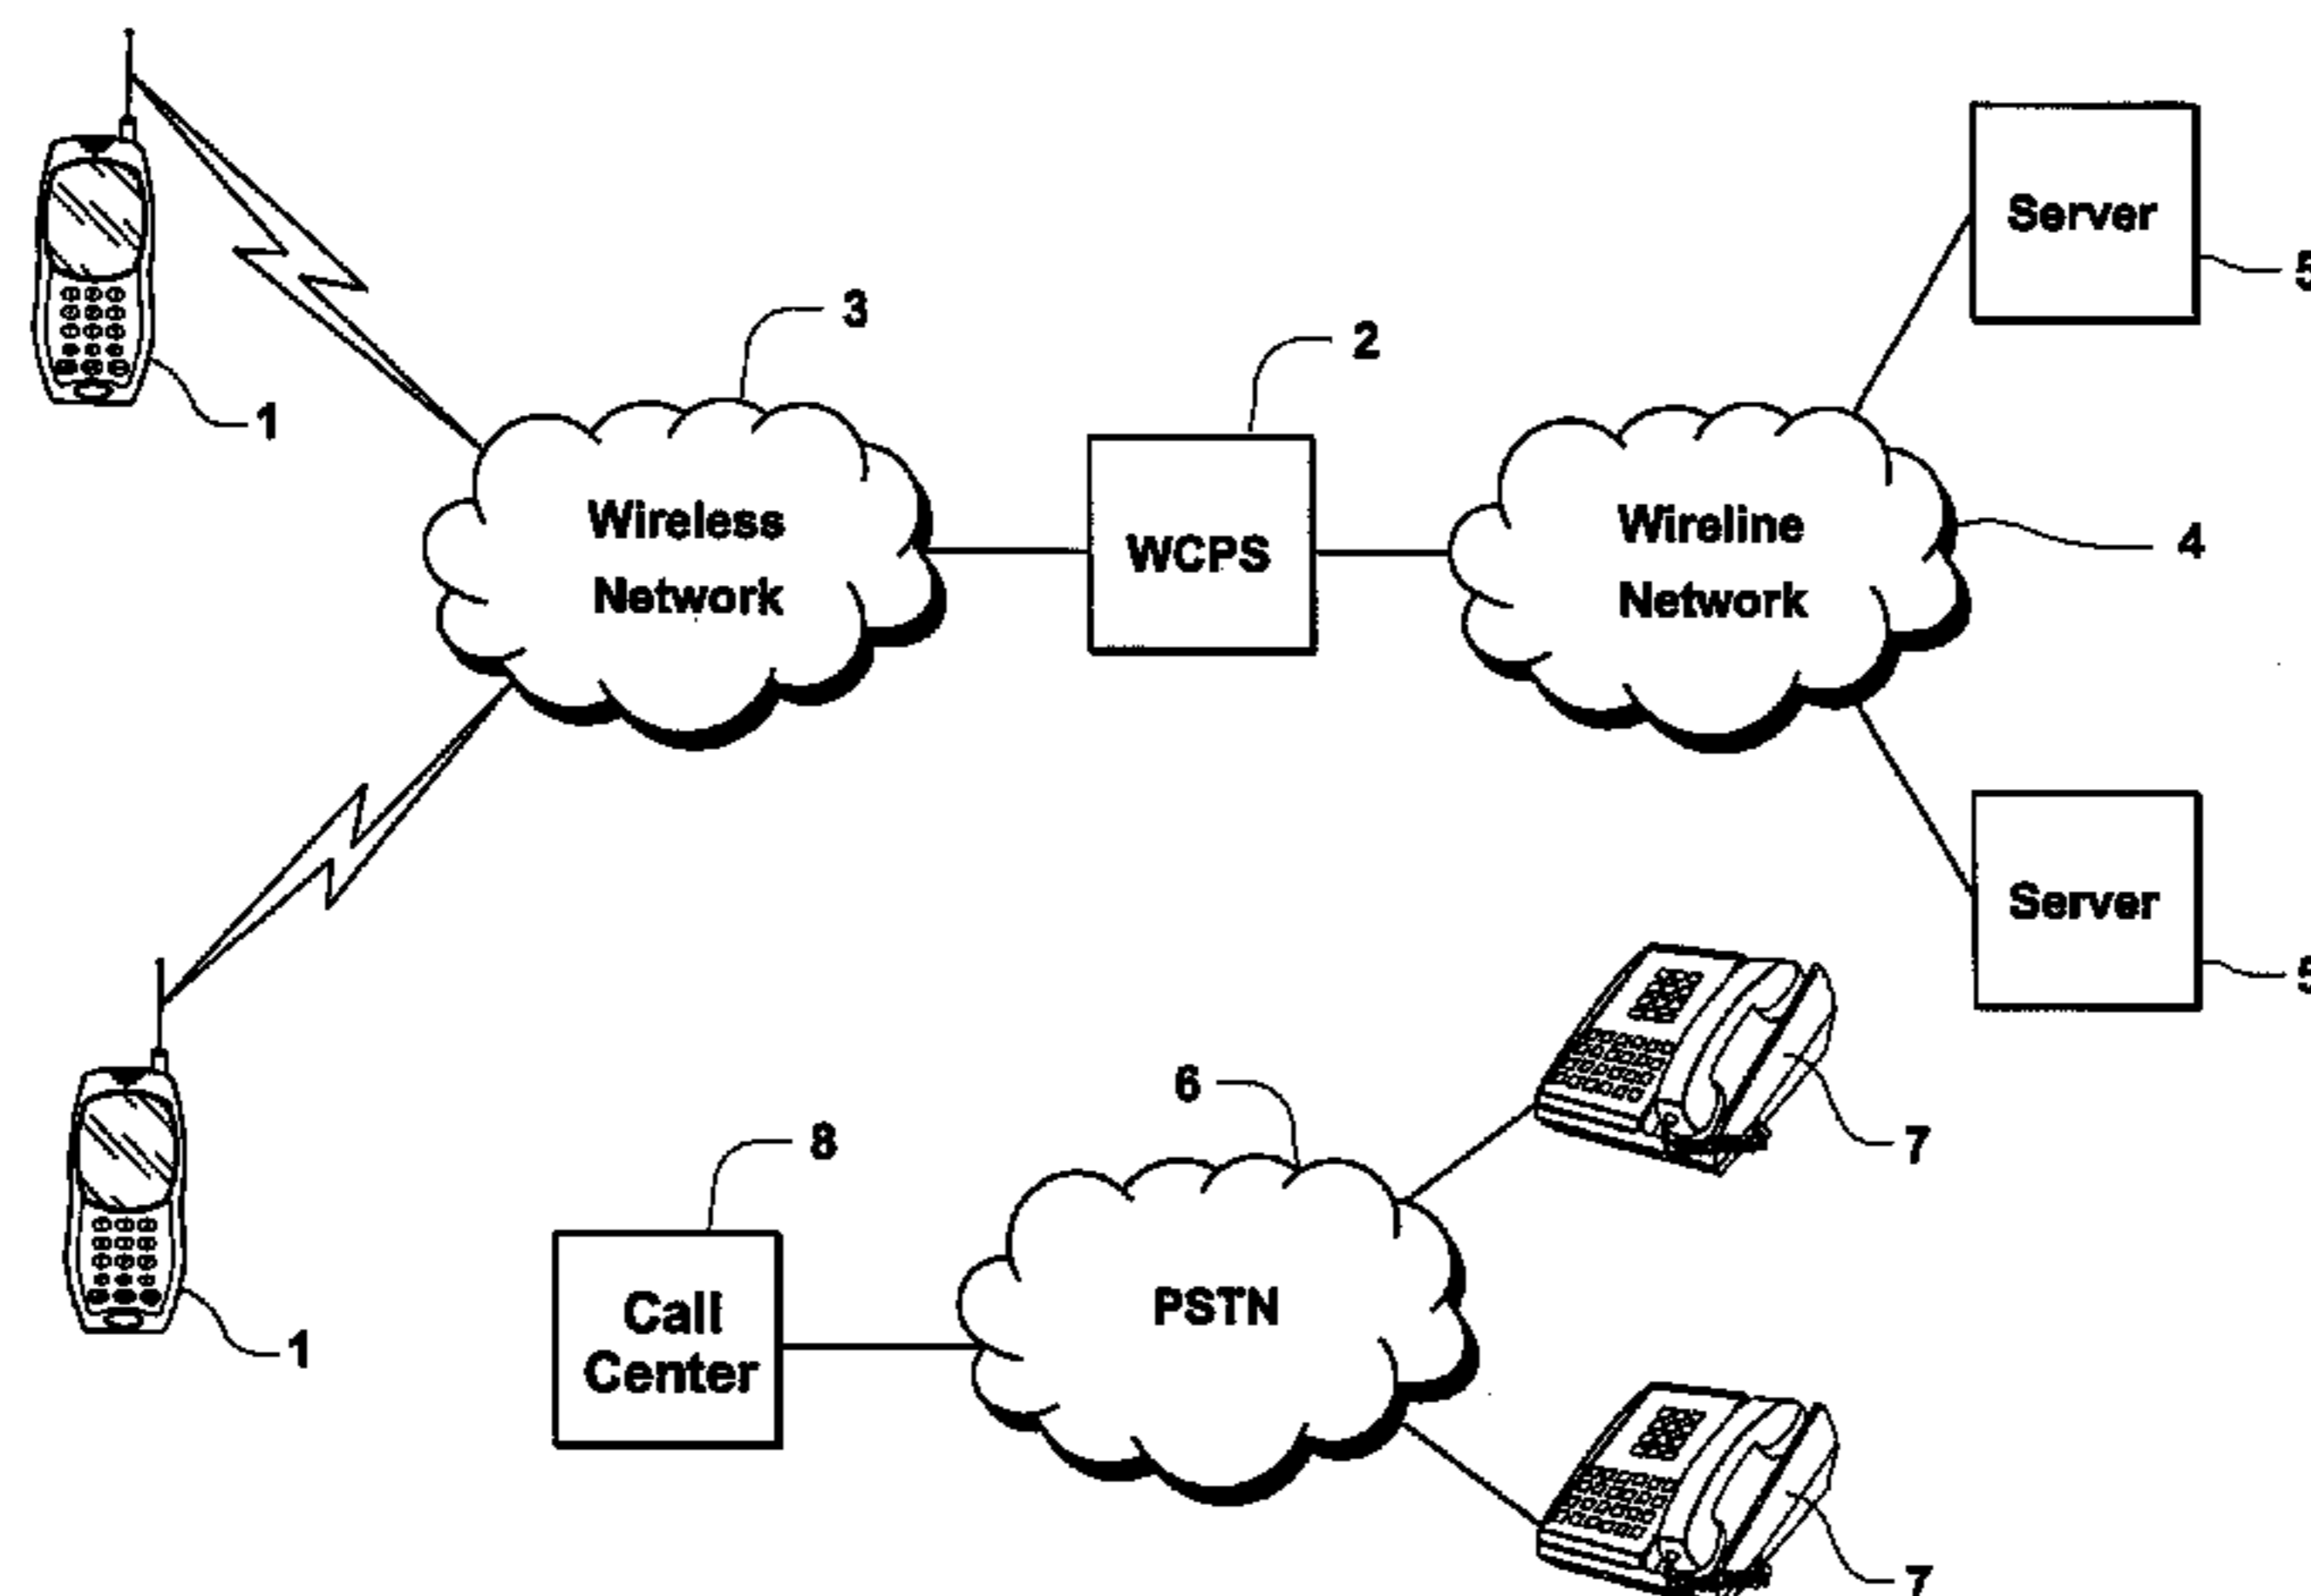 Server
5
3
2
1
Wireless
Network
WCPS
Wireline
Network
4
Server
5
6
7
8
PSTN
Call
Center
1
7